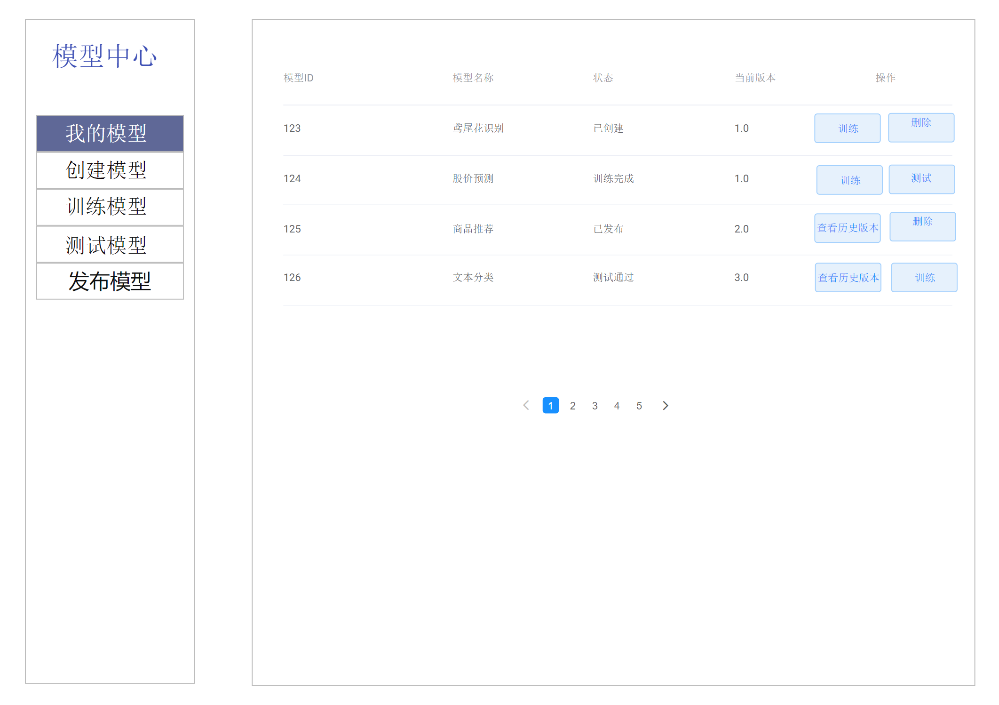 模型中心
我的模型
创建模型
训练模型
测试模型
发布模型
模型ID 模型名称 状态 当前版本 操作
123 鸢尾花识别 已创建 1.0 训练 删除
124 股价预测 训练完成 1.0 训练 测试
125 商品推荐 已发布 2.0 查看历史版本 删除
126 文本分类 测试通过 3.0 查看历史版本 训练
1 2 3 4 5